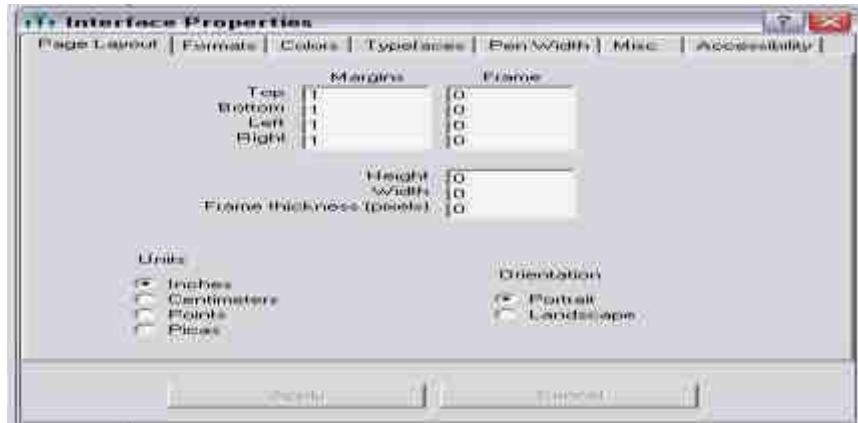 Interface Properties
Page Layout Formats Colors Typefaces Pen Width Misc Accessibility
Margins Frame
Top 1 0
Bottom 1 0
Left 1 0
Right 1 0
Height 0
Width 0
Frame thickness (pixels) 0
Units
Inches
Centimeters
Points
Picas
Orientation
Portrait
Landscape
Apply Cancel